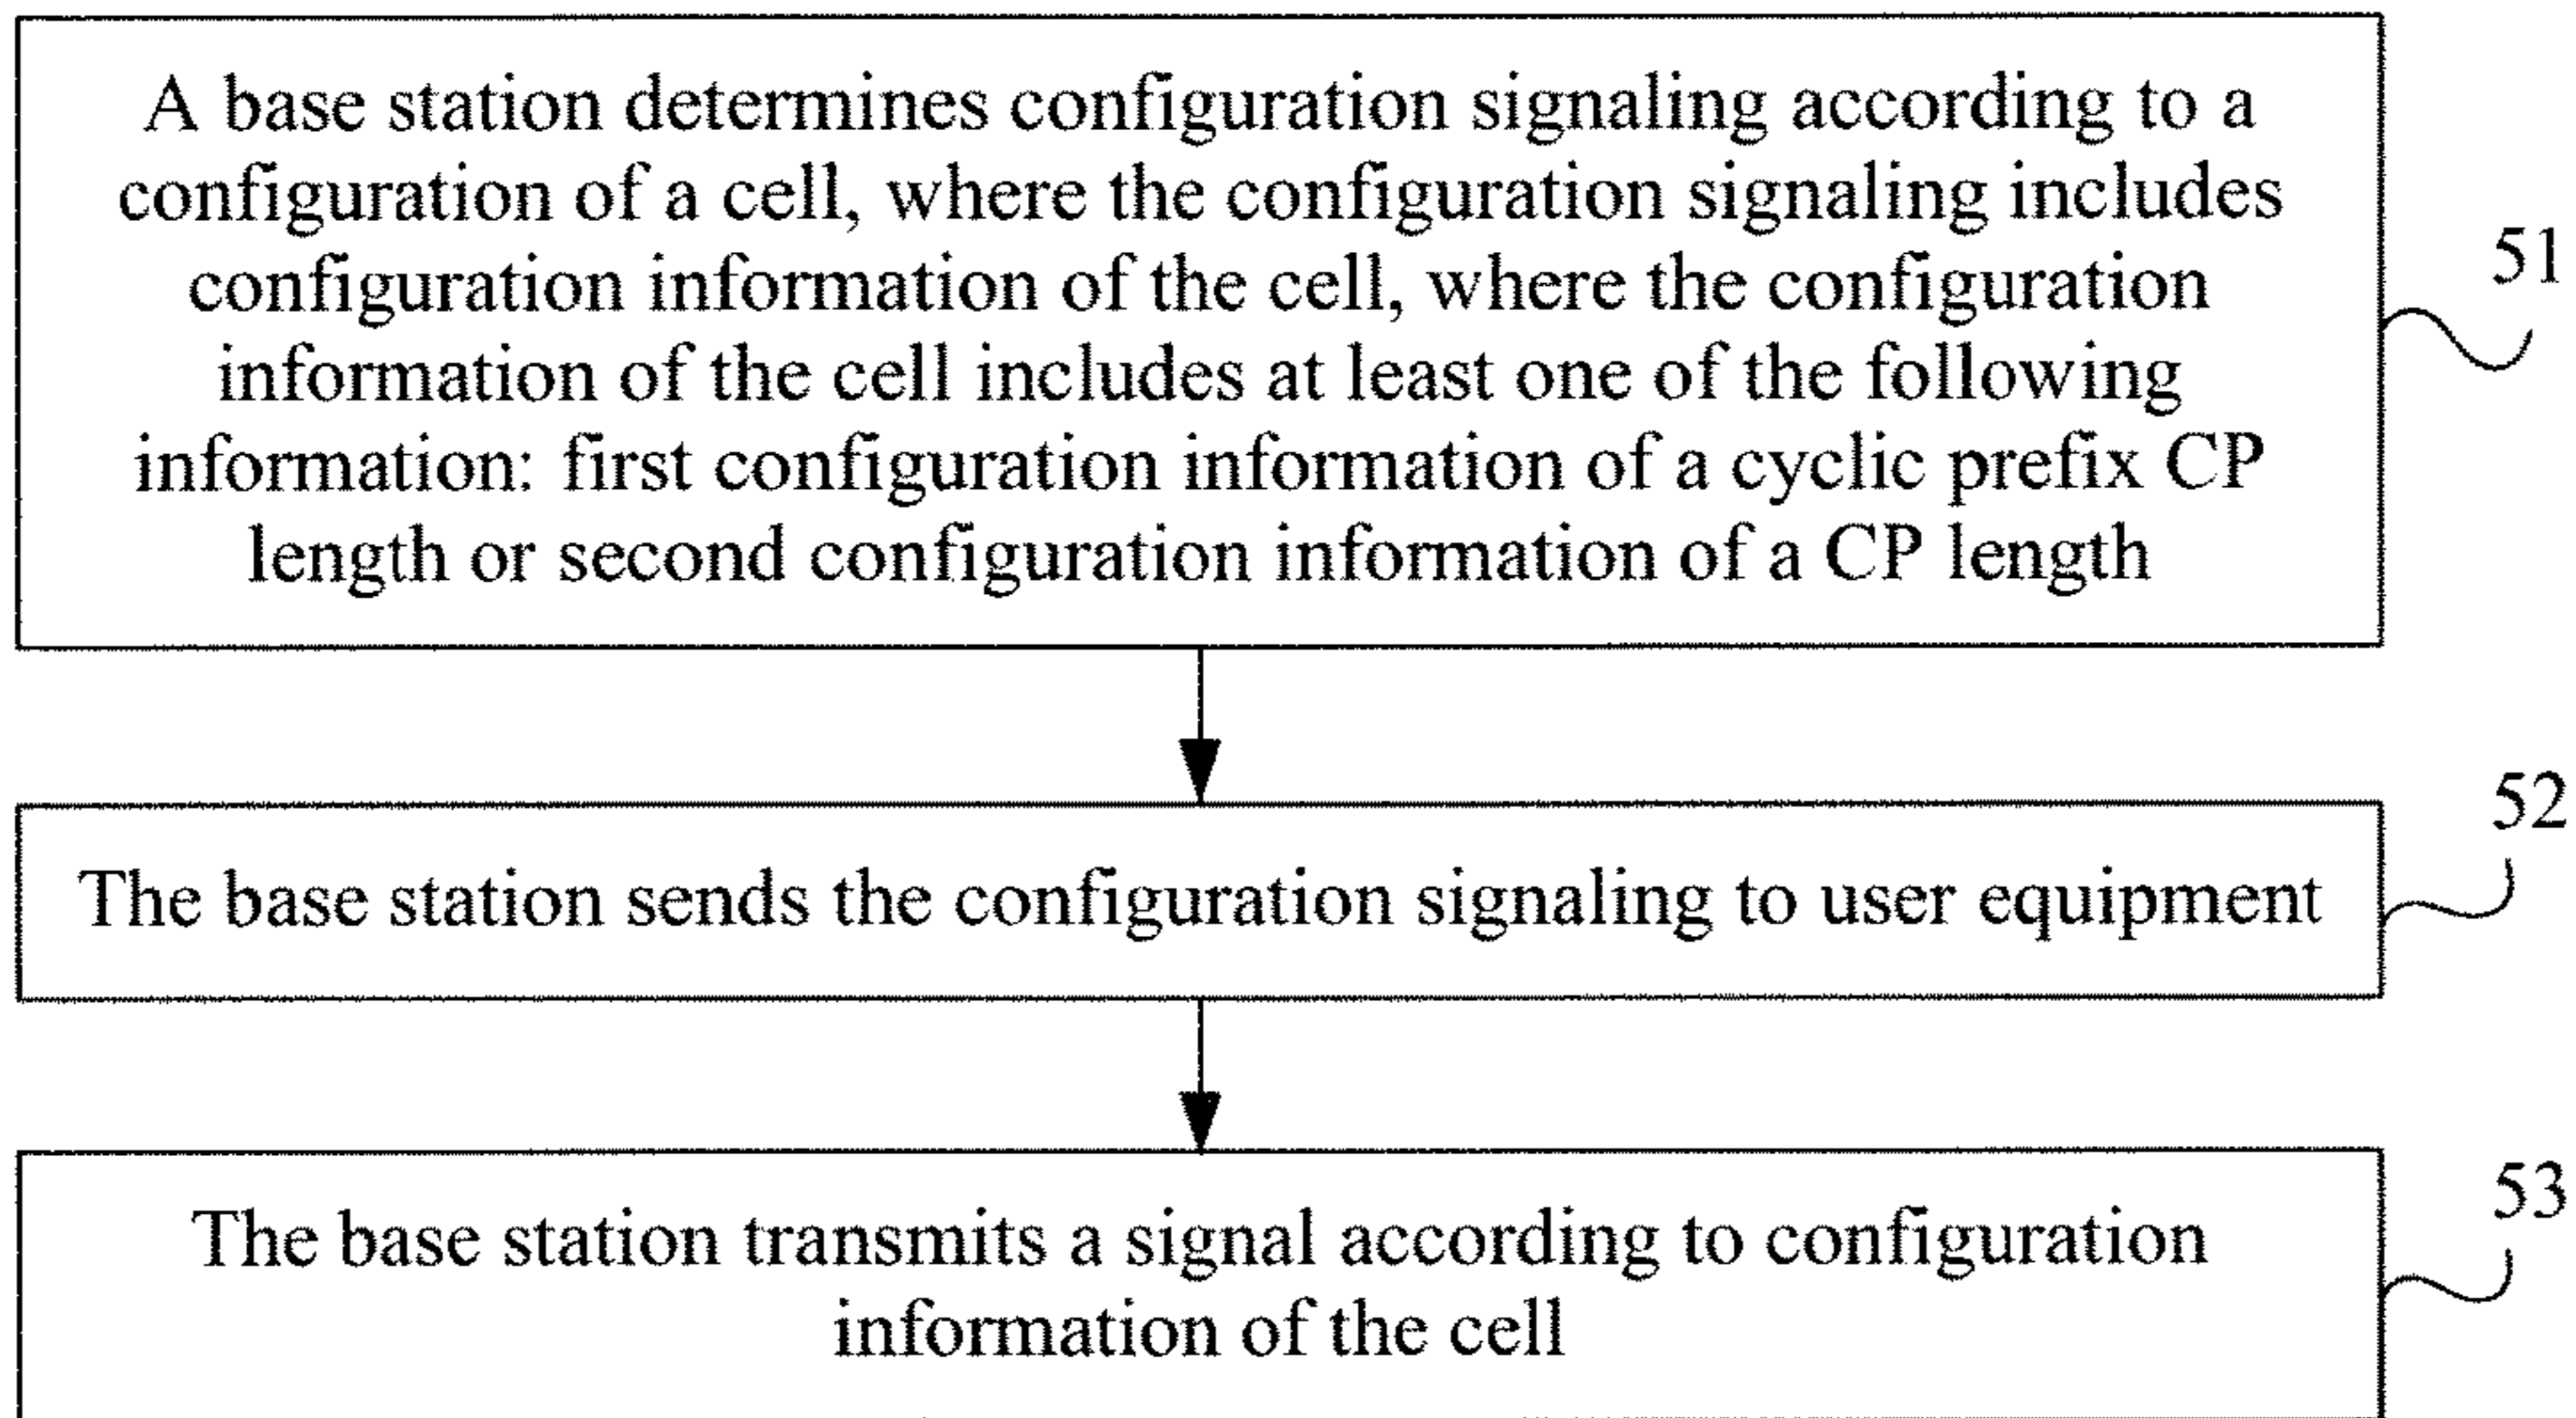 A base station determines configuration signaling according to a
configuration of a cell, where the configuration signaling includes
configuration information of the cell, where the configuration
information of the cell includes at least one of the following
information: first configuration information of a cyclic prefix CP
length or second configuration information of a CP length
51
52
The base station sends the configuration signaling to user equipment
53
The base station transmits a signal according to configuration
information of the cell